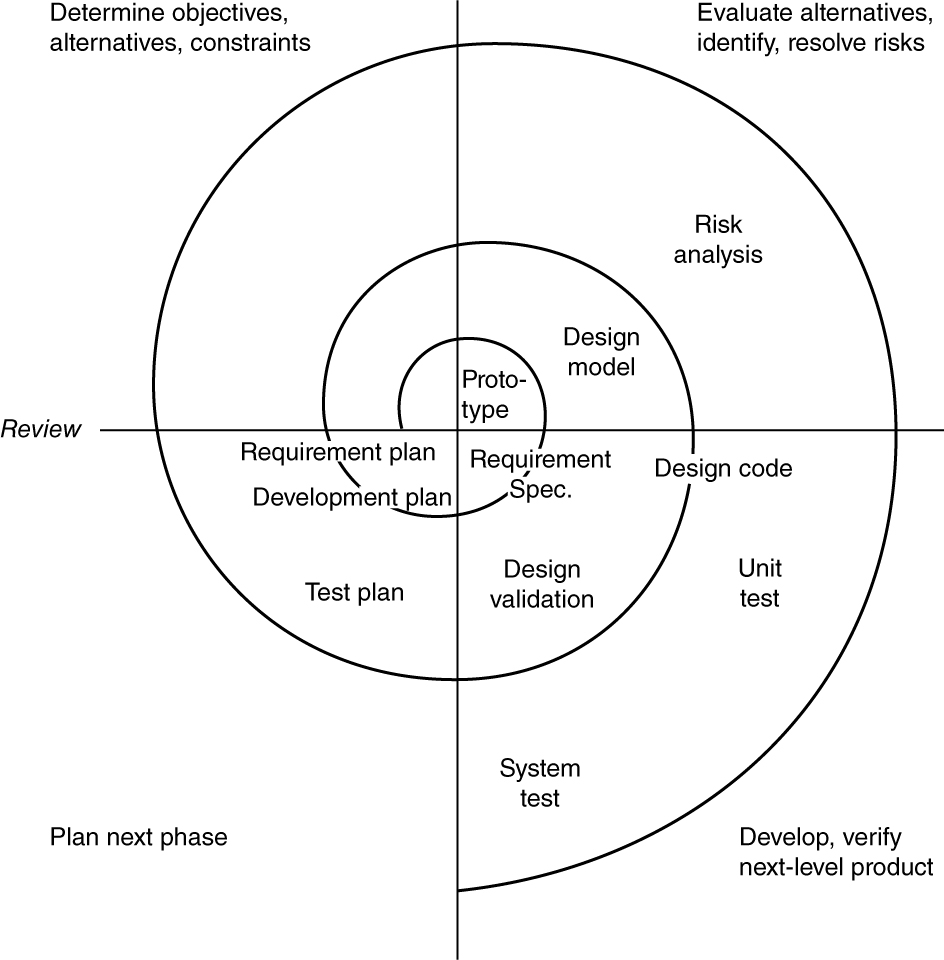 Determine objectives,
alternatives, constraints
Evaluate alternatives,
identify, resolve risks
Risk
analysis
Design
model
Proto-
type
Review
Requirement plan
Requirement
Spec.
Design code
Development plan
Test plan
Design
validation
Unit
test
System
test
Plan next phase
Develop, verify
next-level product